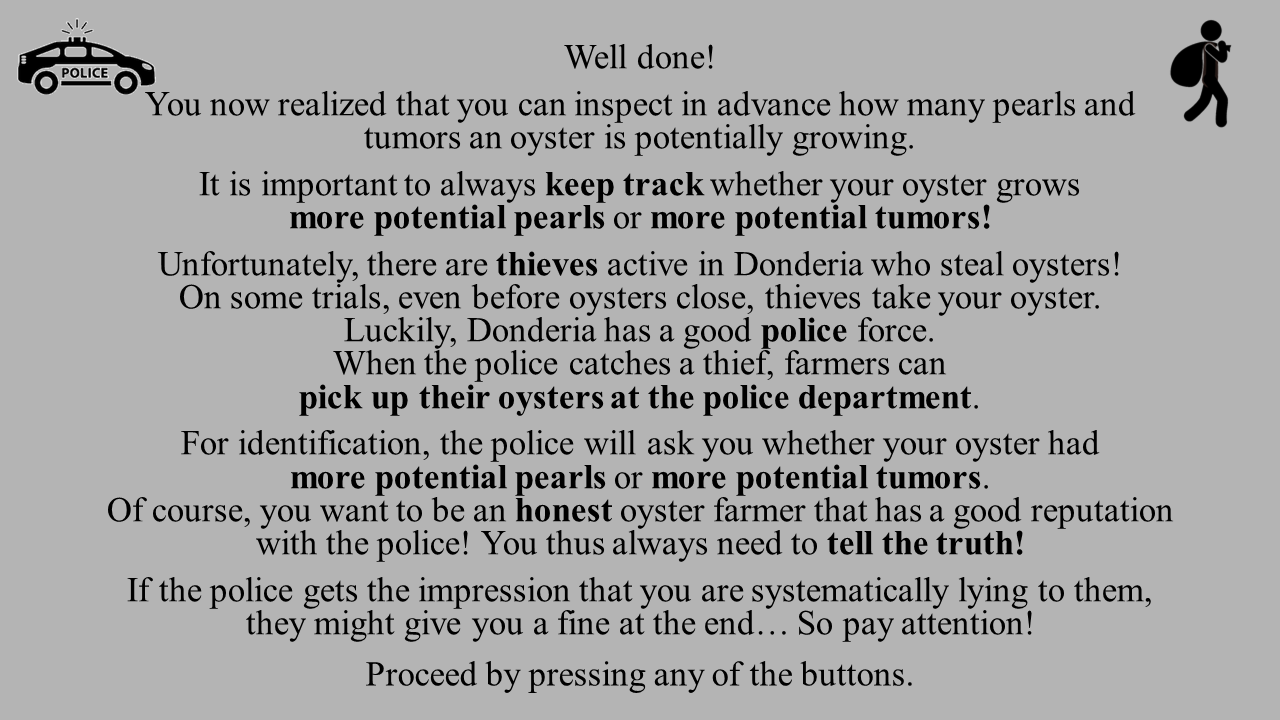 POLICE
Well done!
You now realized that you can inspect in advance how many pearls and
tumors an oyster is potentially growing.
It is important to always keep track whether your oyster grows
more potential pearls or more potential tumors!
Unfortunately, there are thieves active in Donderia who steal oysters!
On some trials, even before oysters close, thieves take your oyster.
Luckily, Donderia has a good police force.
When the police catches a thief, farmers can
pick up their oysters at the police department.
For identification, the police will ask you whether your oyster had
more potential pearls or more potential tumors.
Of course, you want to be an honest oyster farmer that has a good reputation
with the police! You thus always need to tell the truth!
If the police gets the impression that you are systematically lying to them,
they might give you a fine at the end… So pay attention!
Proceed by pressing any of the buttons.